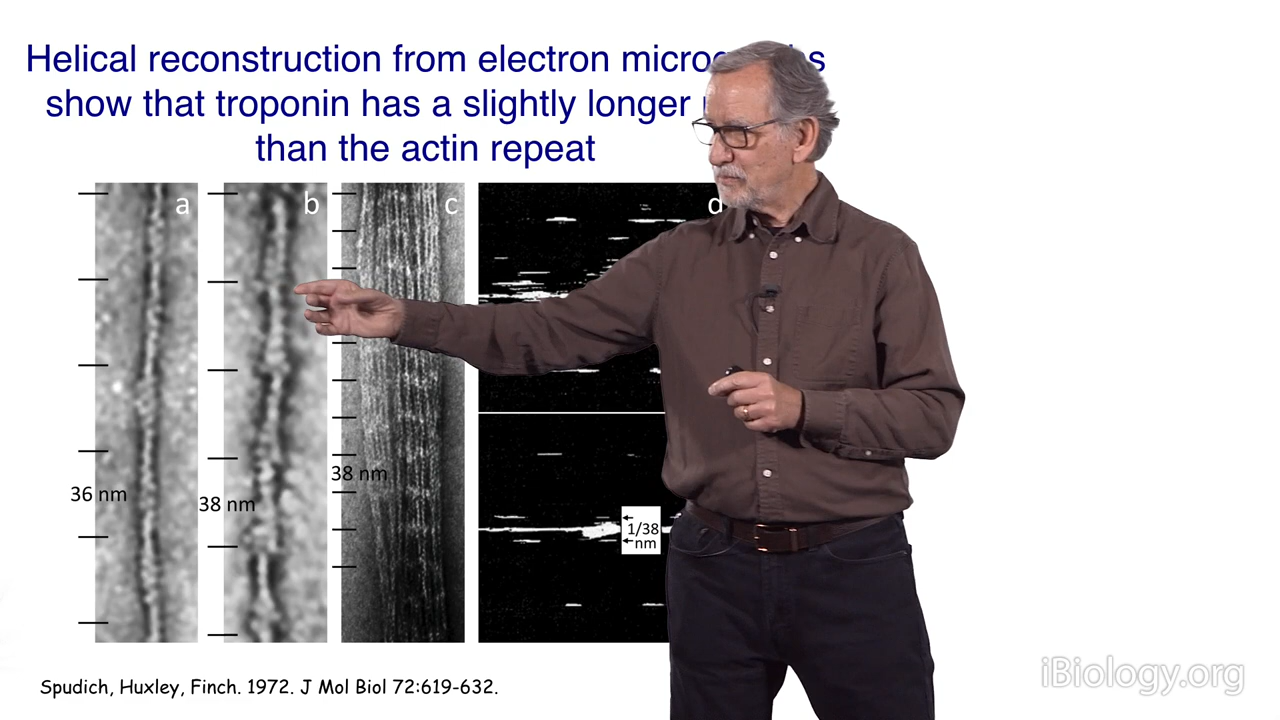 Helical reconstruction from electron
show that troponin has a slightly longer
than the actin repeat
a
b
c
d
36 nm
38 nm
38 nm
1/38
nm
Spudich, Huxley, Finch. 1972. J Mol Biol 72:619-632.
iBiology.org